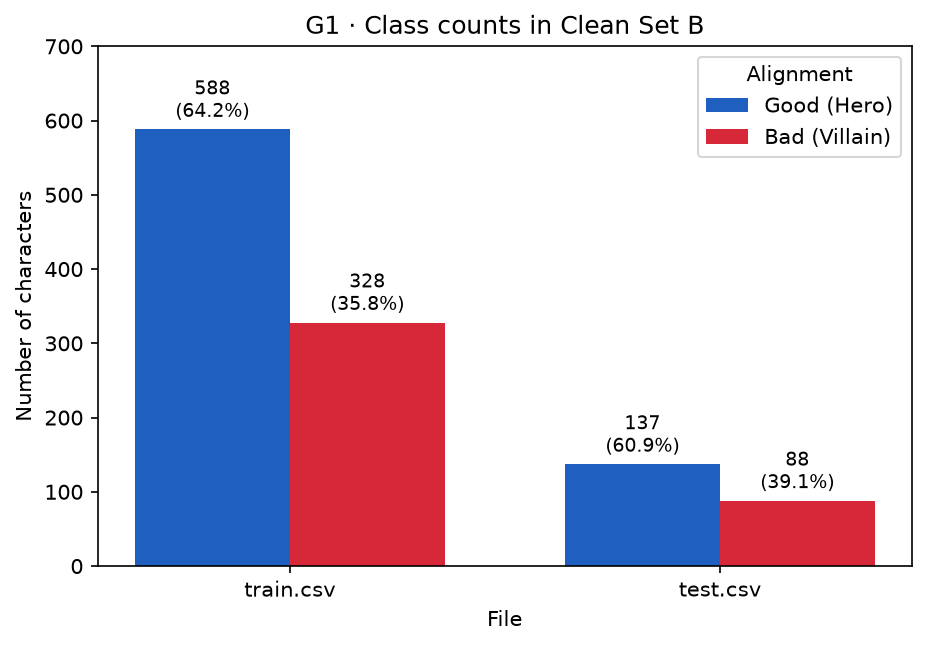 G1 · Class counts in Clean Set B
Number of characters
700
600
500
400
300
200
100
0
588
(64.2%)
328
(35.8%)
137
(60.9%)
88
(39.1%)
Alignment
Good (Hero)
Bad (Villain)
train.csv
test.csv
File